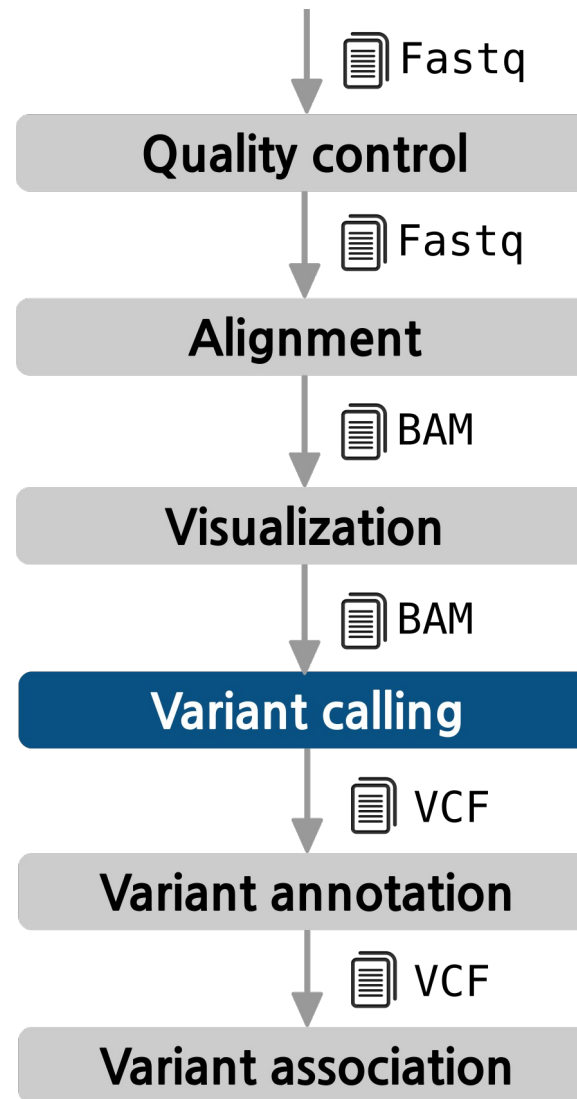 Fastq
Quality control
Fastq
Alignment
BAM
Visualization
BAM
Variant calling
VCF
Variant annotation
VCF
Variant association